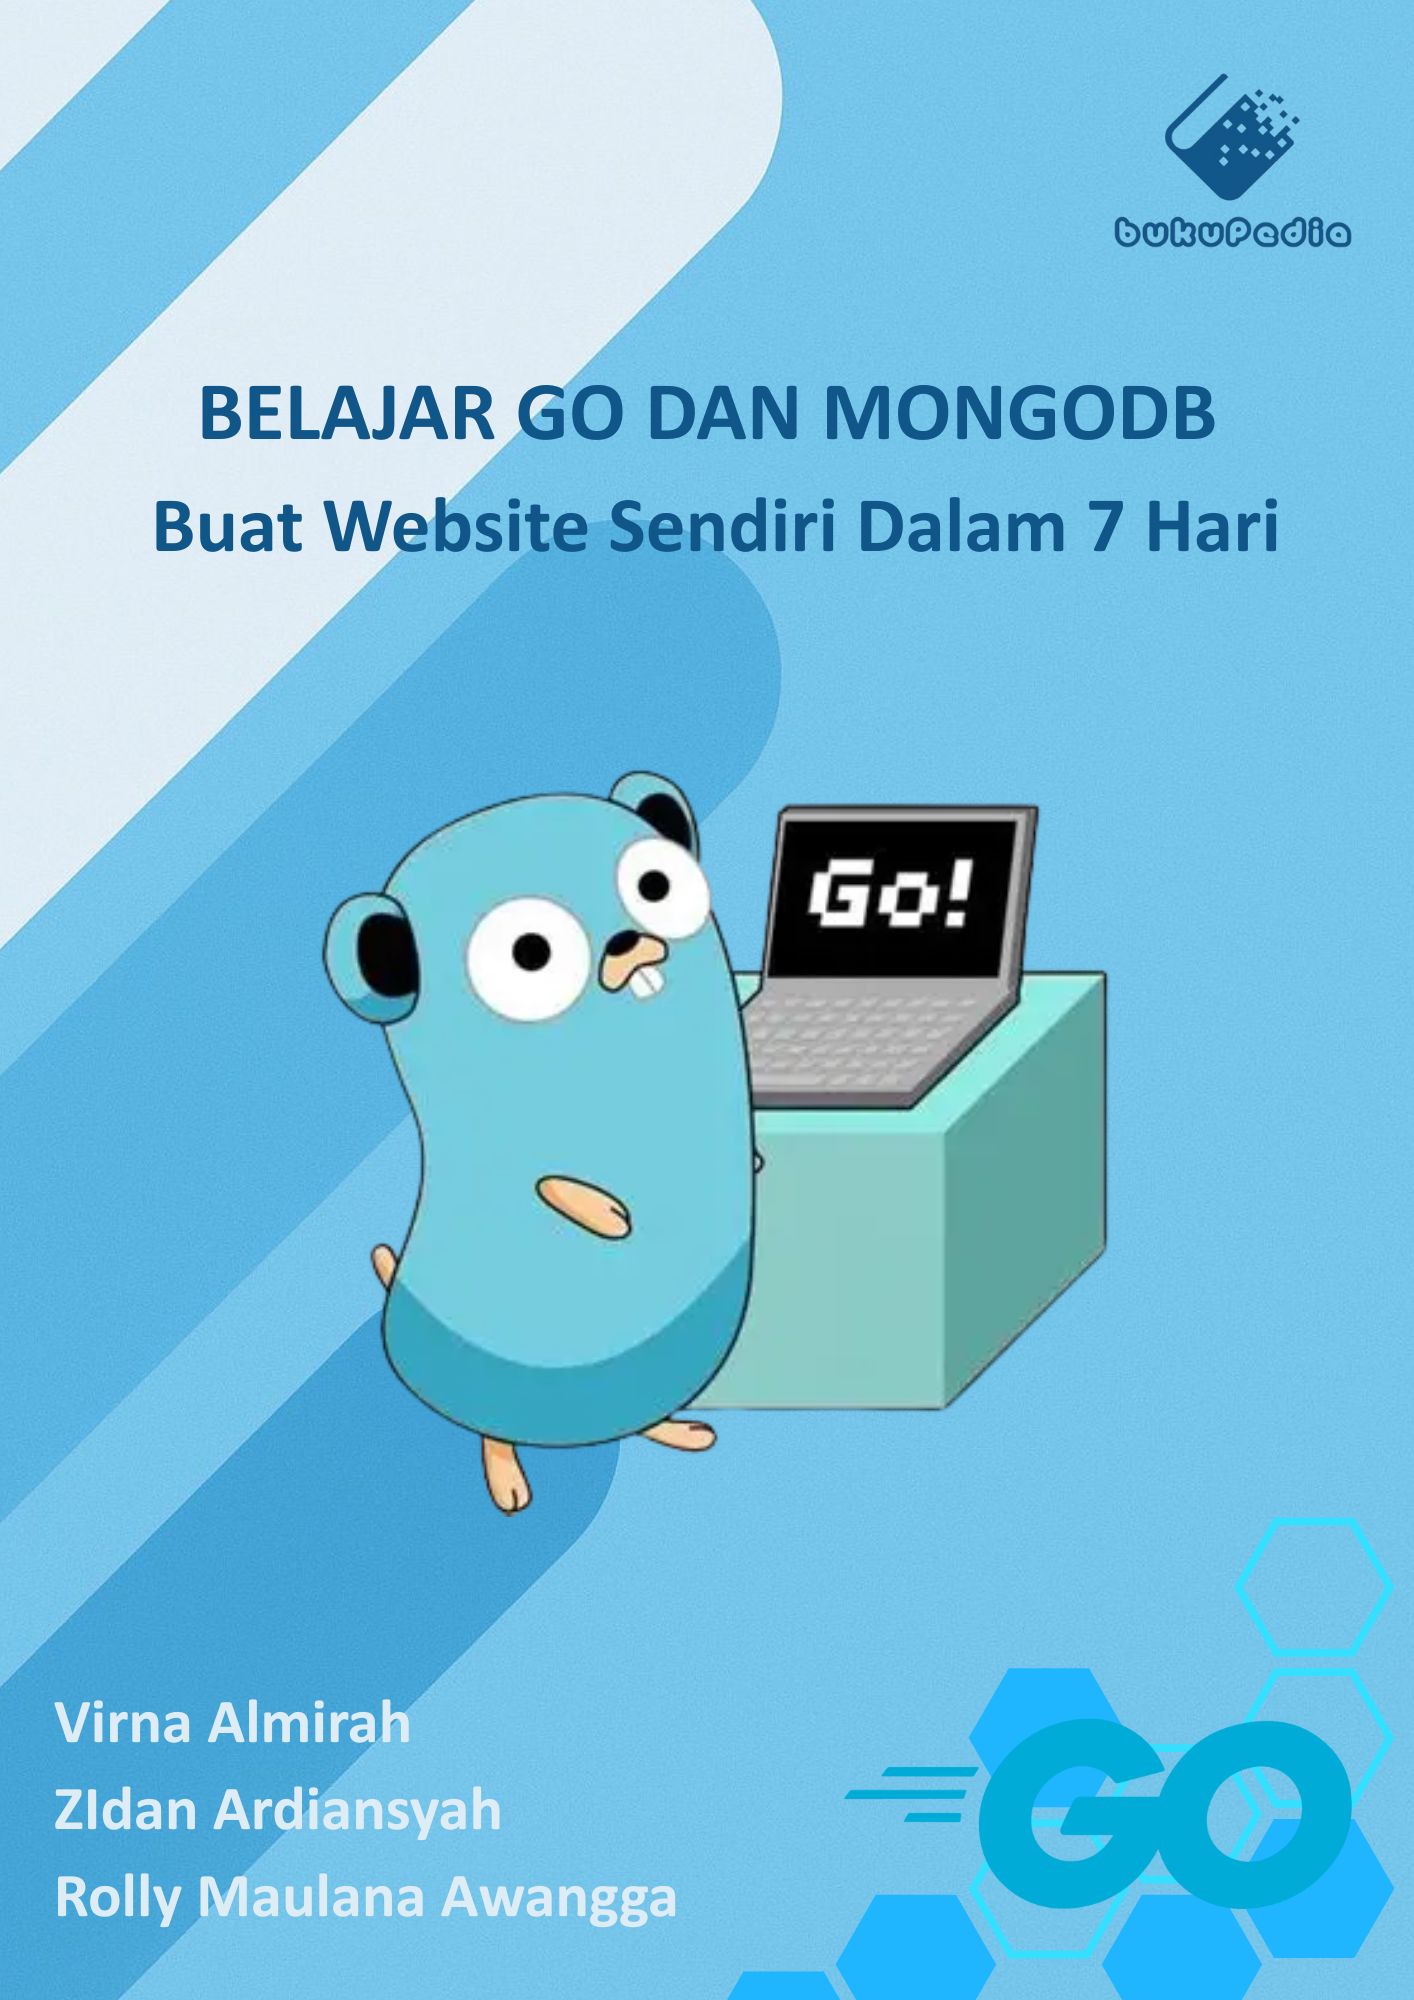 bukuPedia
BELAJAR GO DAN MONGODB
Buat Website Sendiri Dalam 7 Hari
Go!
Virna Almirah
ZIdan Ardiansyah
Rolly Maulana Awangga
GO